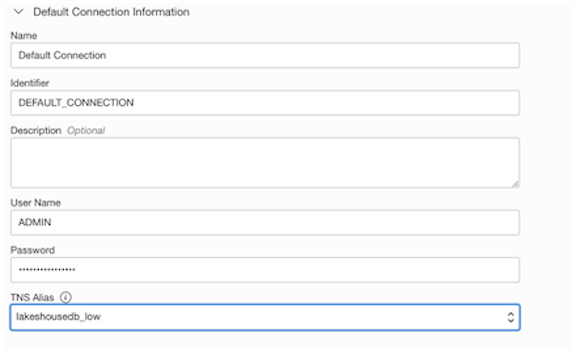 Default Connection Information
Name
Default Connection
Identifier
DEFAULT_CONNECTION
Description Optional
User Name
ADMIN
Password
••••••••••••••••
TNS Alias
lakeshousedb_low